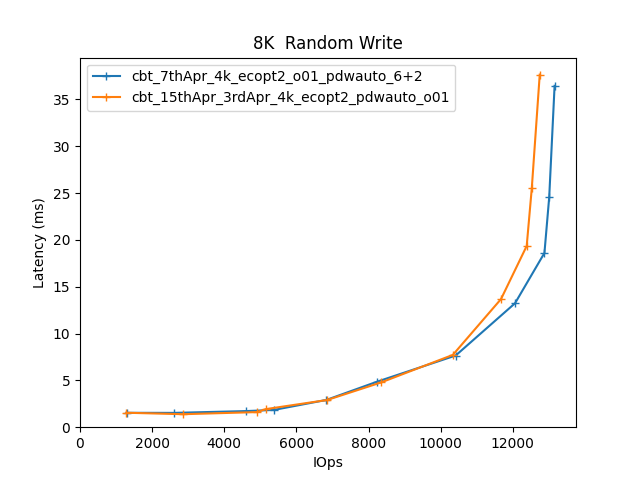 8K  Random Write
cbt_7thApr_4k_ecopt2_o01_pdwauto_6+2
cbt_15thApr_3rdApr_4k_ecopt2_pdwauto_o01
Latency (ms)
35
30
25
20
15
10
5
0
0 2000 4000 6000 8000 10000 12000
IOps